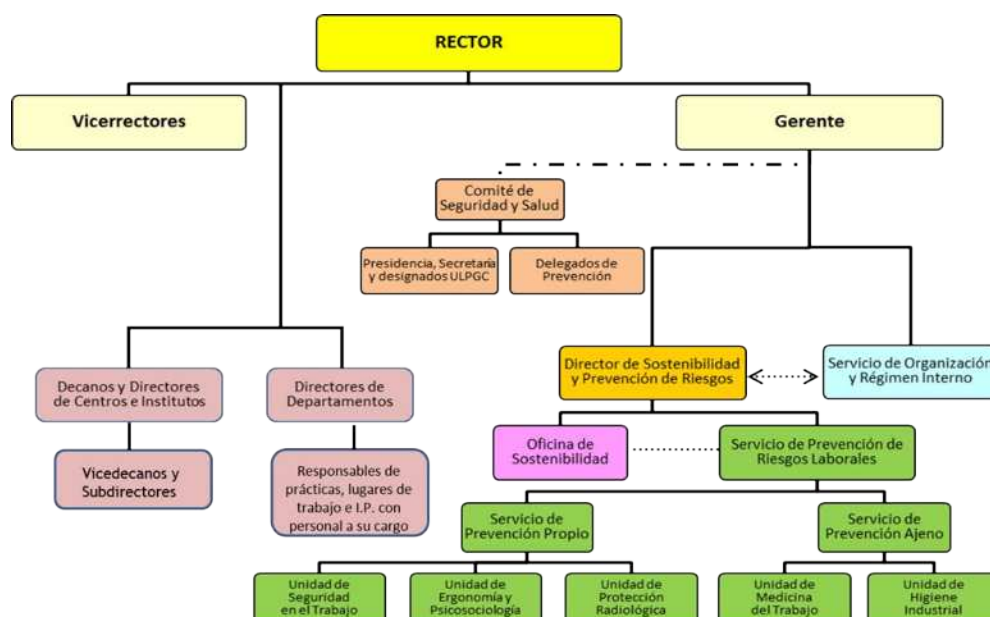 RECTOR
Vicerrectores
Gerente
Comité de
Seguridad y Salud
Presidencia, Secretaría
y designados ULPGC
Delegados de
Prevención
Decanos y Directores
de Centros e Institutos
Directores de
Departamentos
Director de Sostenibilidad
y Prevención de Riesgos
Servicio de Organización
y Régimen Interno
Vicedecanos y
Subdirectores
Responsables de
prácticas, lugares de
trabajo e I.P. con
personal a su cargo
Oficina de
Sostenibilidad
Servicio de Prevención de
Riesgos Laborales
Servicio de
Prevención Propio
Servicio de
Prevención Ajeno
Unidad de
Seguridad
en el Trabajo
Unidad de
Ergonomía y
Psicosociología
Unidad de
Protección
Radiológica
Unidad de
Medicina
del Trabajo
Unidad de
Higiene
Industrial